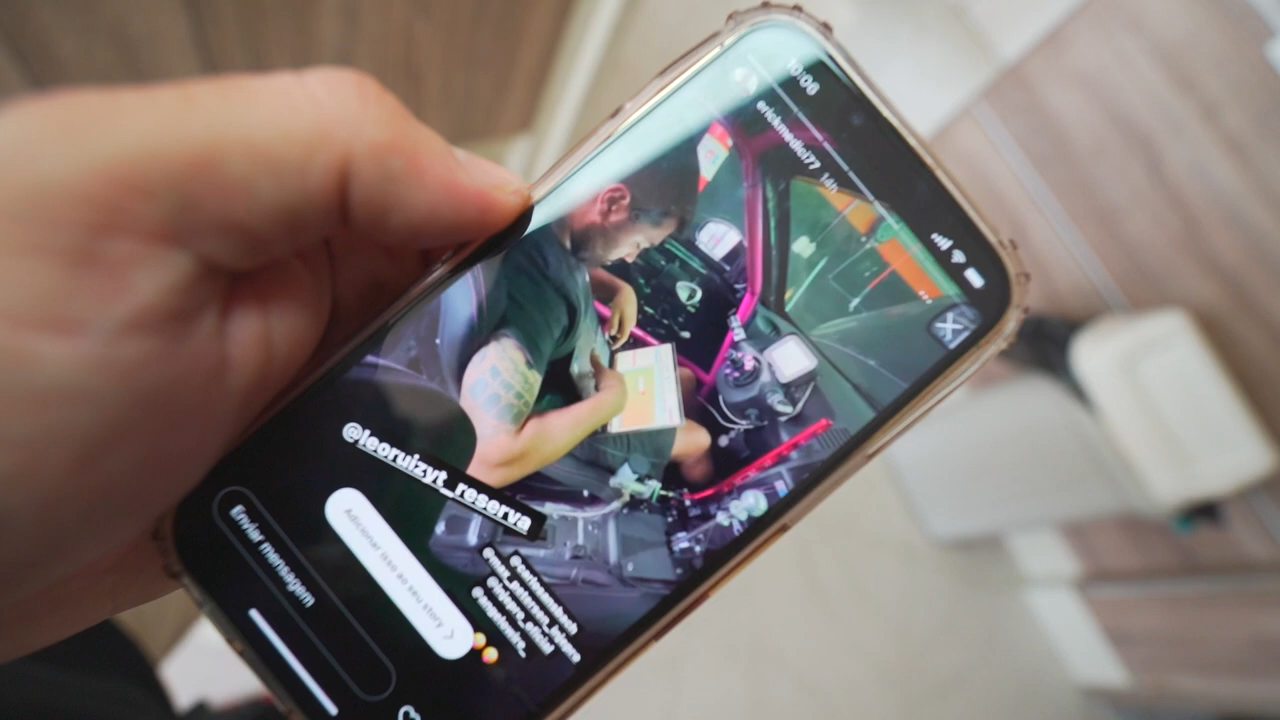 10:06
erickmedici77 14h
@leoruizyt_reserva
Adicionar isso ao seu story
Enviar mensagem